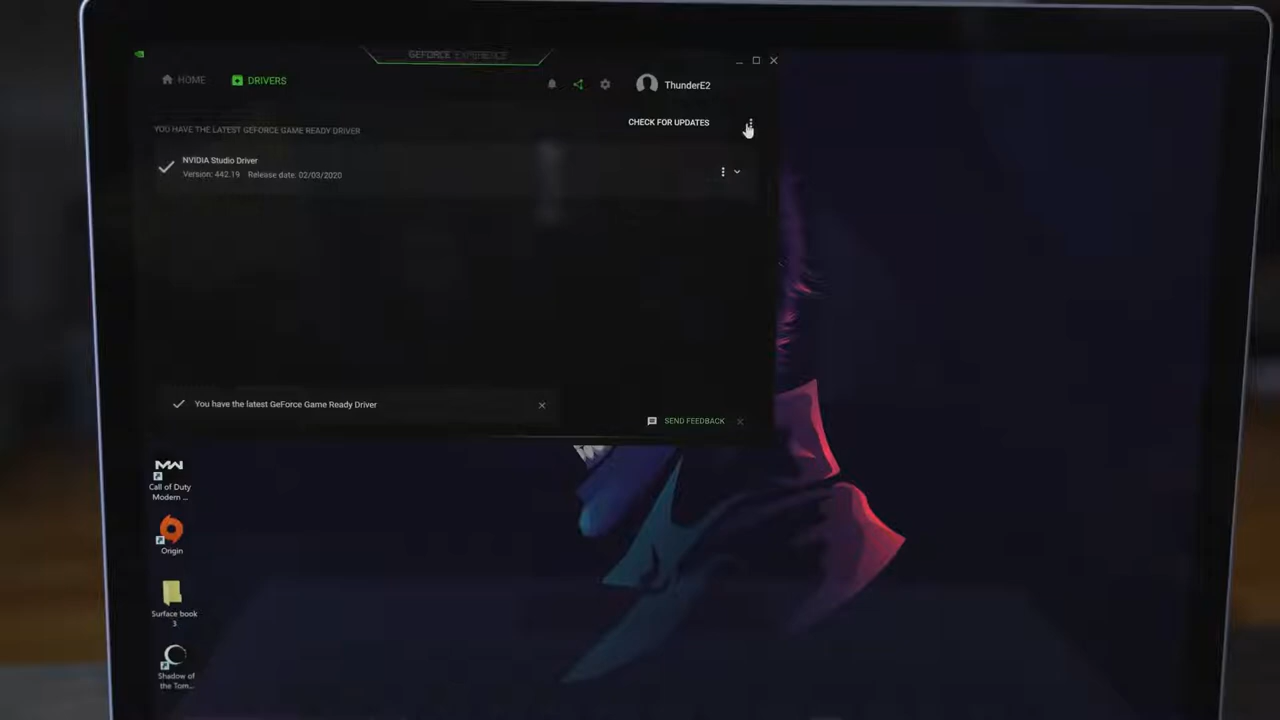 GEFORCE EXPERIENCE
HOME
DRIVERS
ThunderE2
CHECK FOR UPDATES
YOU HAVE THE LATEST GEFORCE GAME READY DRIVER
NVIDIA Studio Driver
Version: 442.19 Release date: 02/03/2020
You have the latest GeForce Game Ready Driver
SEND FEEDBACK
MW
Call of Duty
Modern ...
Origin
Surface book
3
Shadow of
the Tom...